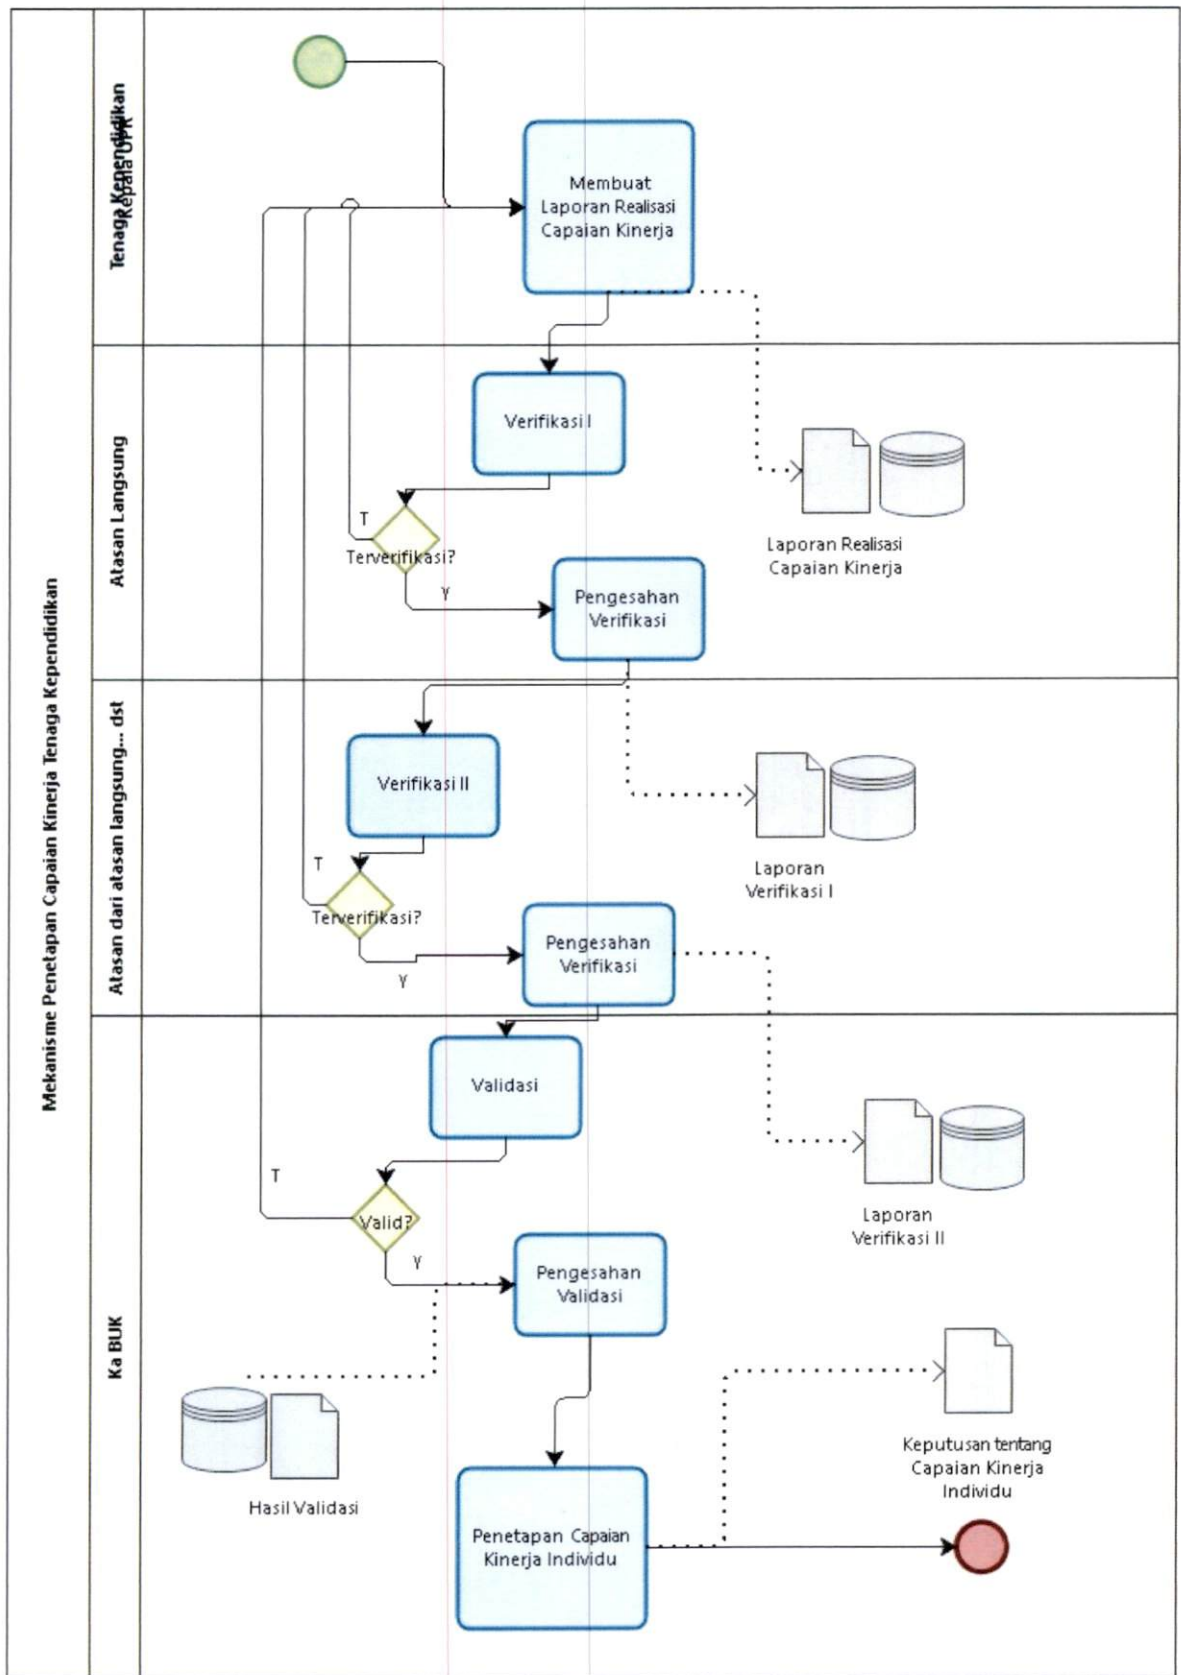 Mekanisme Penetapan Capaian Kinerja Tenaga Kependidikan
Tenaga Kependidikan
Kepala UPR
Membuat
Laporan Realisasi
Capaian Kinerja
Atasan Langsung
Verifikasi I
T
Terverifikasi?
Y
Pengesahan
Verifikasi
Laporan Realisasi
Capaian Kinerja
Atasan dari atasan langsung... dst
Verifikasi II
T
Terverifikasi?
Y
Pengesahan
Verifikasi
Laporan
Verifikasi I
Ka BUK
Validasi
T
Valid?
Y
Pengesahan
Validasi
Laporan
Verifikasi II
Hasil Validasi
Penetapan Capaian
Kinerja Individu
Keputusan tentang
Capaian Kinerja
Individu